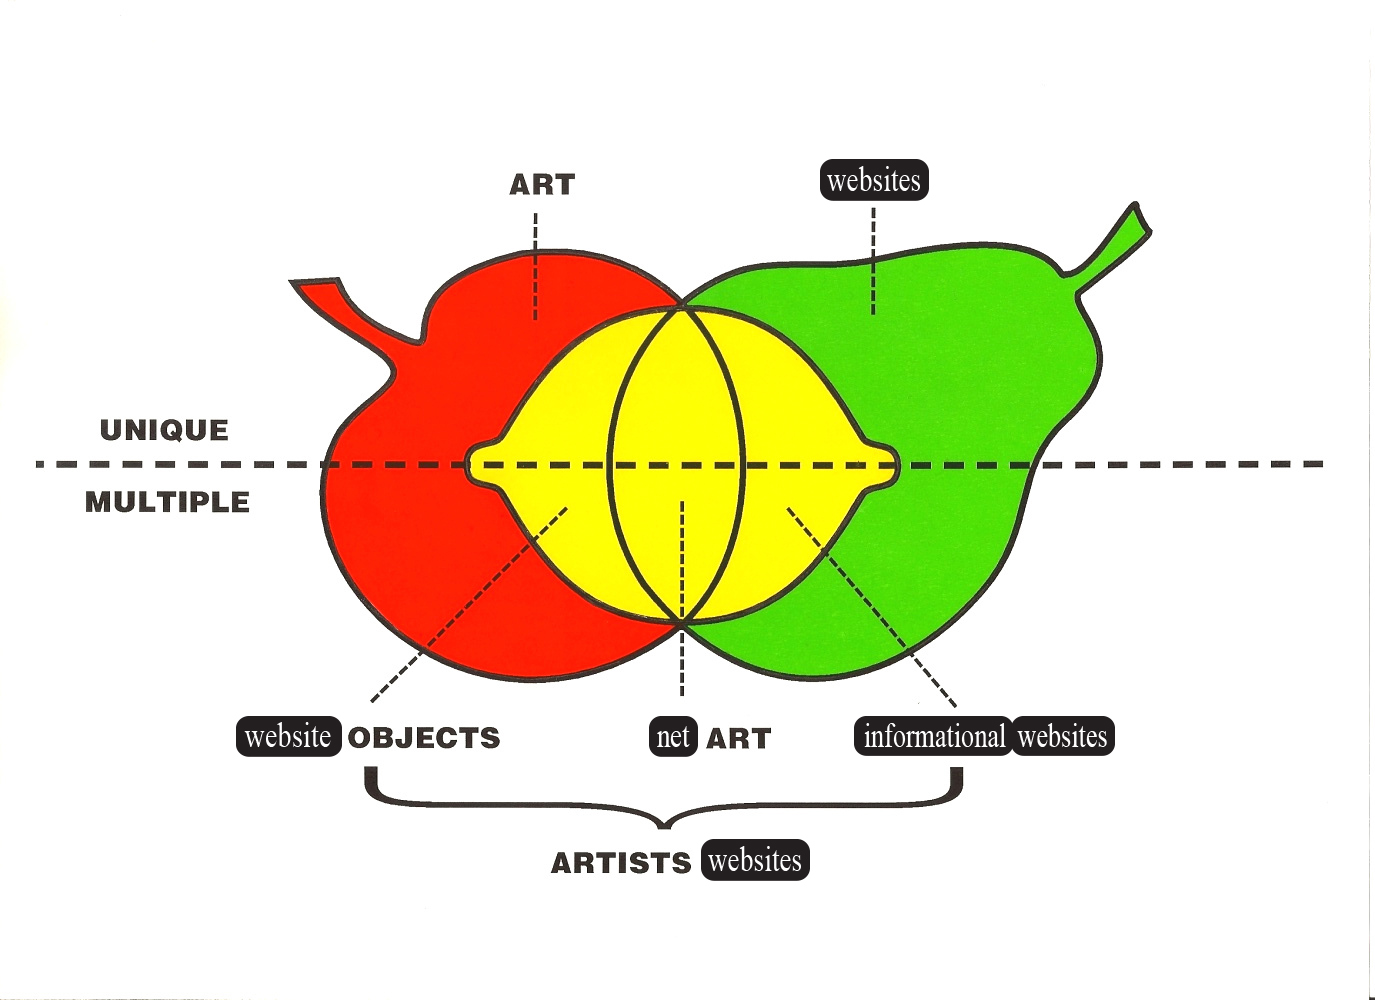 ART
websites
UNIQUE
MULTIPLE
website OBJECTS
net ART
informational websites
ARTISTS websites